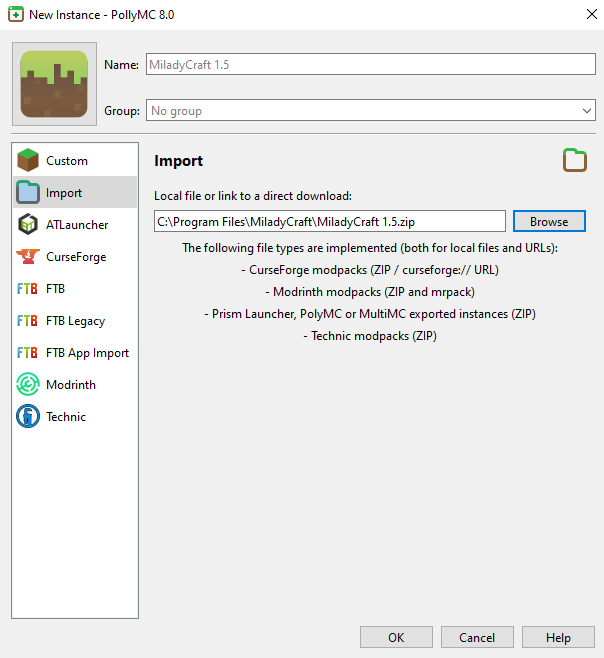 New Instance - PollyMC 8.0
Name:
MiladyCraft 1.5
Group:
No group
Custom
Import
ATLauncher
CurseForge
FTB
FTB
FTB
FTB Legacy
FTB
FTB App Import
Modrinth
Technic
Import
Local file or link to a direct download:
C:\Program Files\MiladyCraft\MiladyCraft 1.5.zip
Browse
The following file types are implemented (both for local files and URLs):
- CurseForge modpacks (ZIP / curseforge:// URL)
- Modrinth modpacks (ZIP and mrpack)
- Prism Launcher, PolyMC or MultiMC exported instances (ZIP)
- Technic modpacks (ZIP)
OK
Cancel
Help